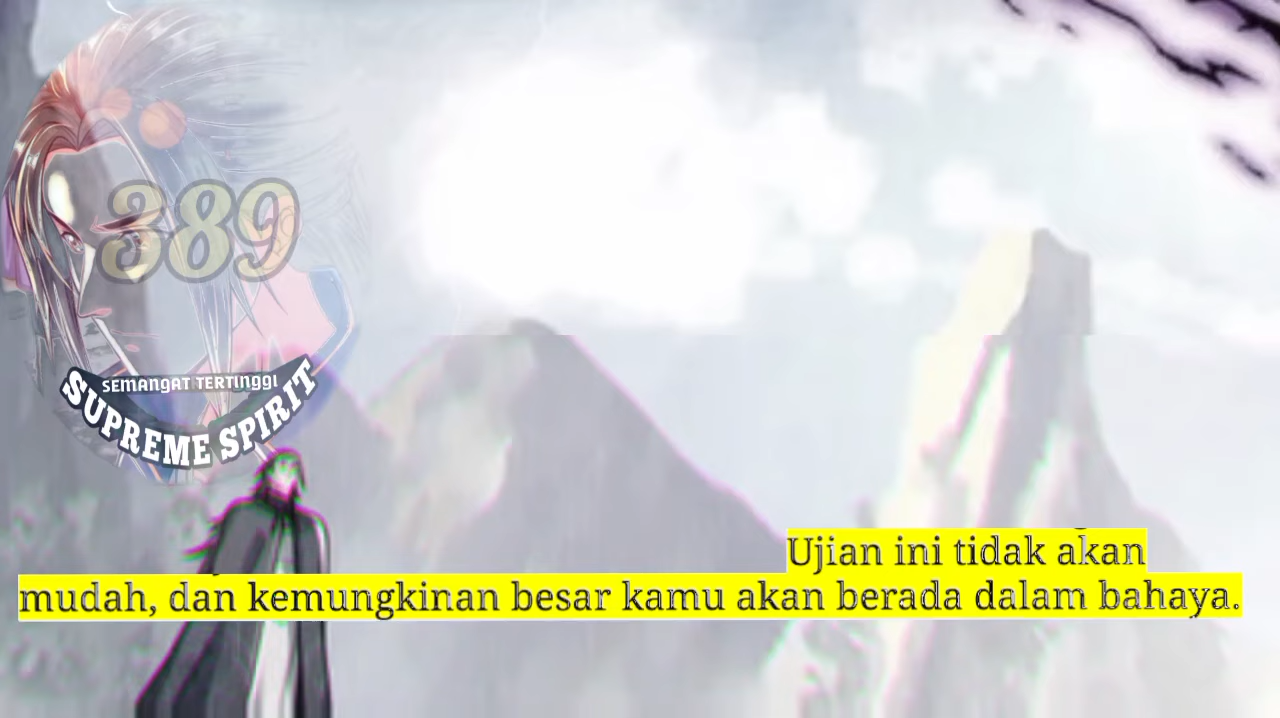 389
SEMANGAT TERTINGGI
SUPREME SPIRIT
Ujian ini tidak akan
mudah, dan kemungkinan besar kamu akan berada dalam bahaya.